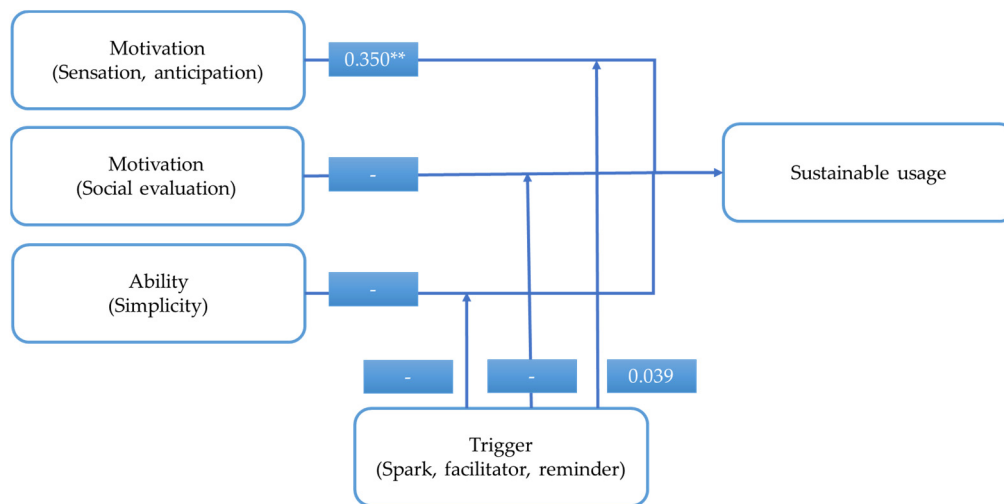 Motivation
(Sensation, anticipation)
0.350**
Motivation
(Social evaluation)
-
Sustainable usage
Ability
(Simplicity)
-
-
-
0.039
Trigger
(Spark, facilitator, reminder)